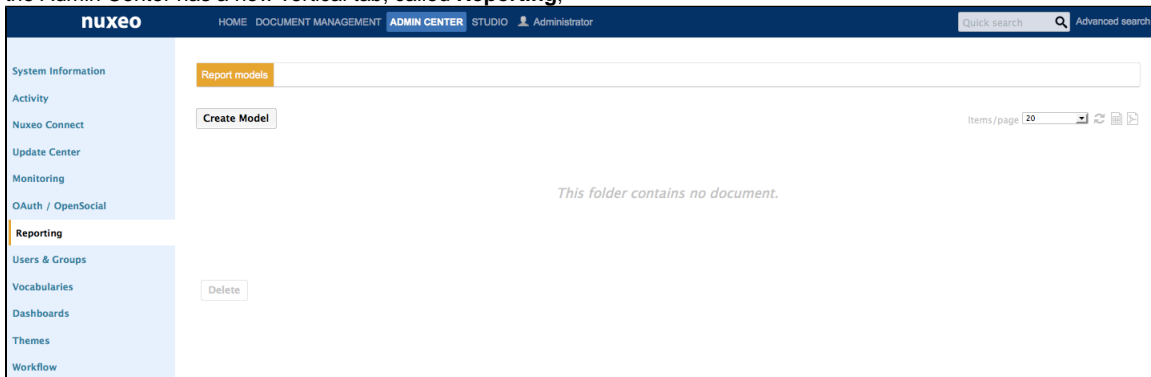 the Admin Center has a new vertical tab, called Reporting,
nuxeo HOME DOCUMENT MANAGEMENT ADMIN CENTER STUDIO Administrator Quick search Advanced search
System Information
Report models
Activity
Nuxeo Connect
Create Model
Items/page 20
Update Center
Monitoring
This folder contains no document.
OAuth / OpenSocial
Reporting
Users & Groups
Vocabularies
Delete
Dashboards
Themes
Workflow